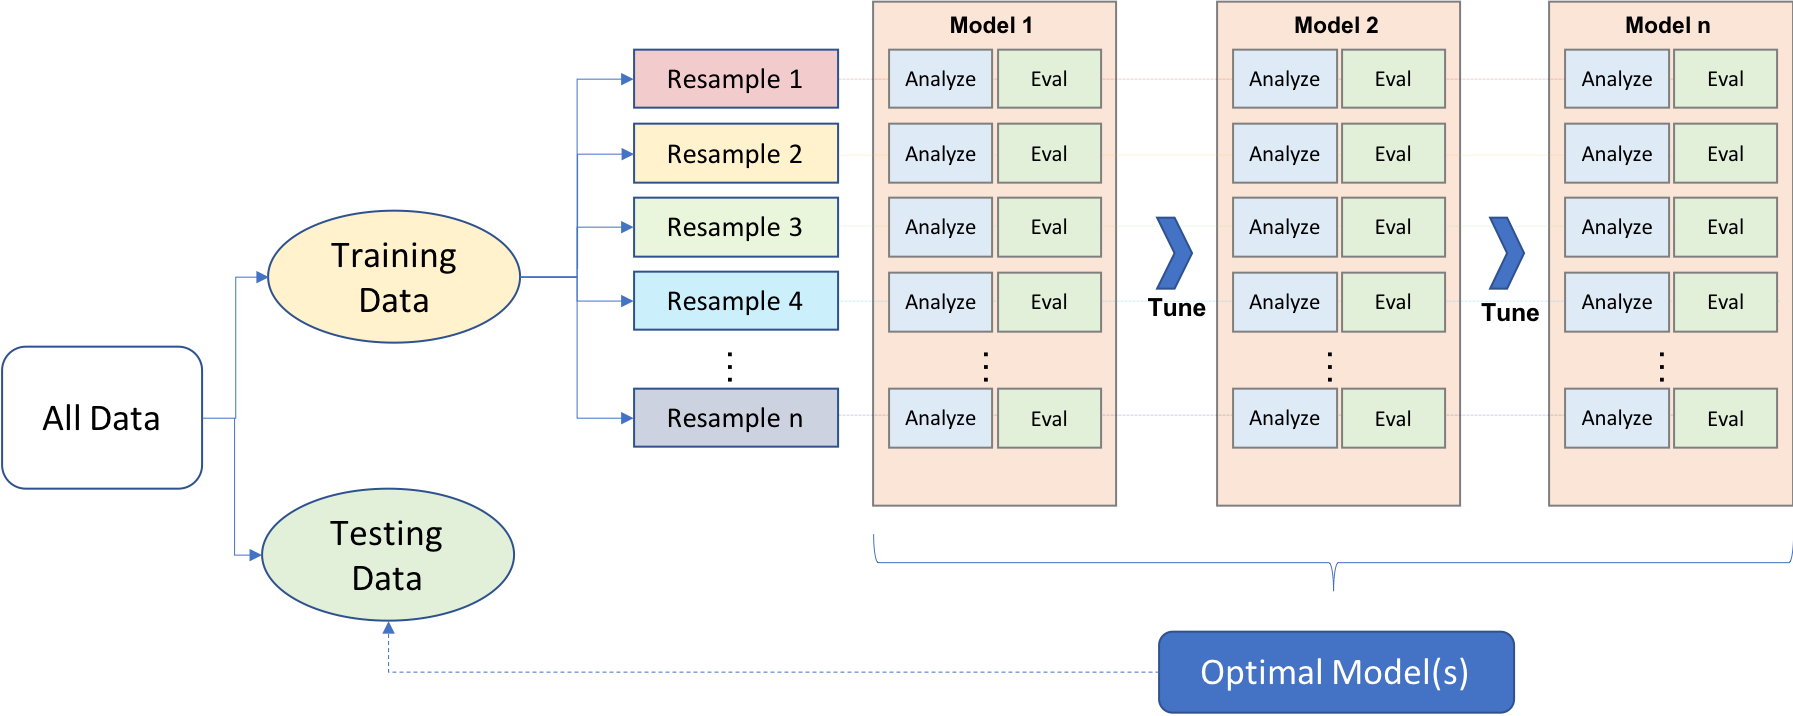 Model 1
Model 2
Model n
Resample 1
Analyze
Eval
Analyze
Eval
Analyze
Eval
Resample 2
Analyze
Eval
Analyze
Eval
Analyze
Eval
Resample 3
Analyze
Eval
Analyze
Eval
Analyze
Eval
Training
Data
Resample 4
Analyze
Eval
Analyze
Eval
Analyze
Eval
Tune
Tune
All Data
Resample n
Analyze
Eval
Analyze
Eval
Analyze
Eval
Testing
Data
Optimal Model(s)